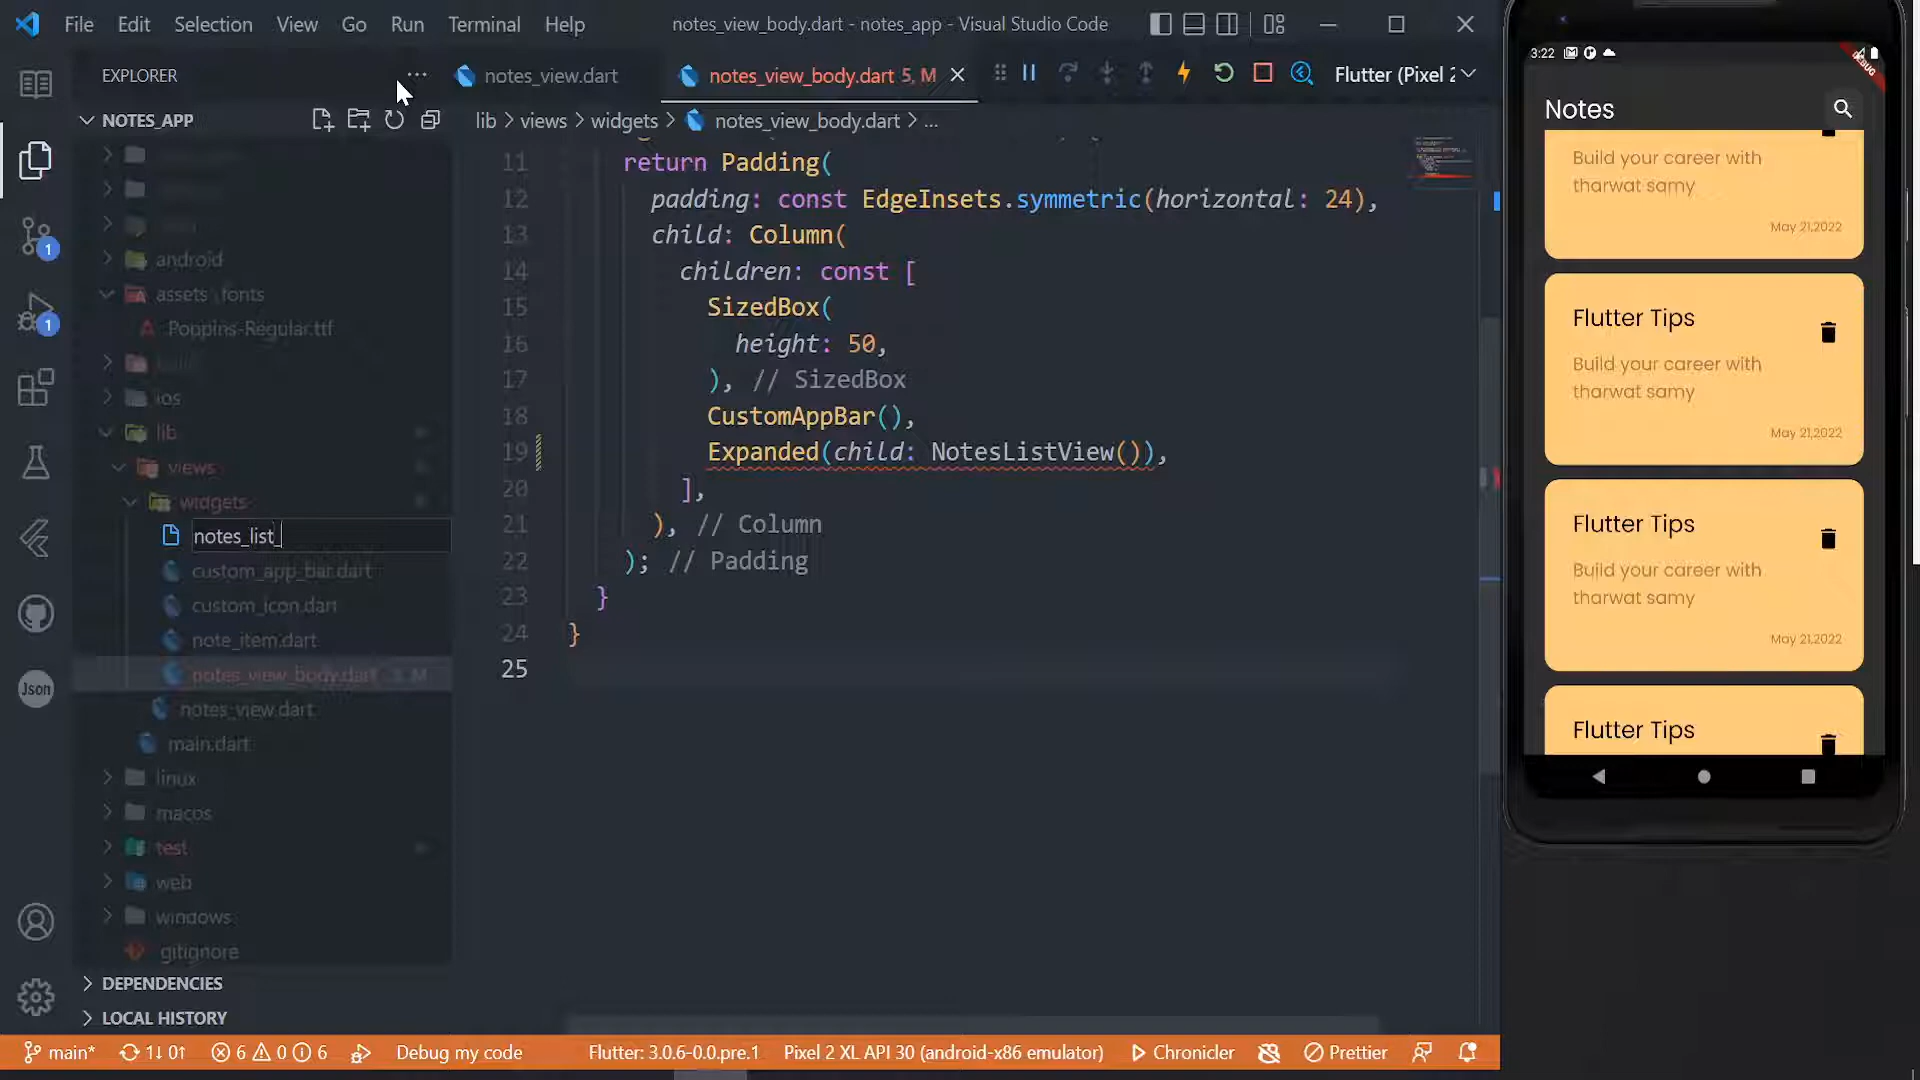 File Edit Selection View Go Run Terminal Help
notes_view_body.dart - notes_app - Visual Studio Code
EXPLORER
NOTES_APP
android
assets \fonts
Poppins-Regular.ttf
build
ios
lib
views
widgets
notes_list_
custom_app_bar.dart
custom_icon.dart
note_item.dart
notes_view_body.dart 5, M
notes_view.dart
main.dart
linux
macos
test
web
windows
.gitignore
DEPENDENCIES
LOCAL HISTORY
notes_view.dart
notes_view_body.dart 5, M
Flutter (Pixel 2
lib > views > widgets > notes_view_body.dart > ...
11 return Padding(
12 padding: const EdgeInsets.symmetric(horizontal: 24),
13 child: Column(
14 children: const [
15 SizedBox(
16 height: 50,
17 ), // SizedBox
18 CustomAppBar(),
19 Expanded(child: NotesListView()),
20 ],
21 ), // Column
22 ); // Padding
23 }
24 }
25
1
1
Json
main* 1↓ 0↑ 6 0 6 Debug my code Flutter: 3.0.6-0.0.pre.1 Pixel 2 XL API 30 (android-x86 emulator) Chronicler Prettier
3:22
DEBUG
Notes
Build your career with
tharwat samy
May 21,2022
Flutter Tips
Build your career with
tharwat samy
May 21,2022
Flutter Tips
Build your career with
tharwat samy
May 21,2022
Flutter Tips